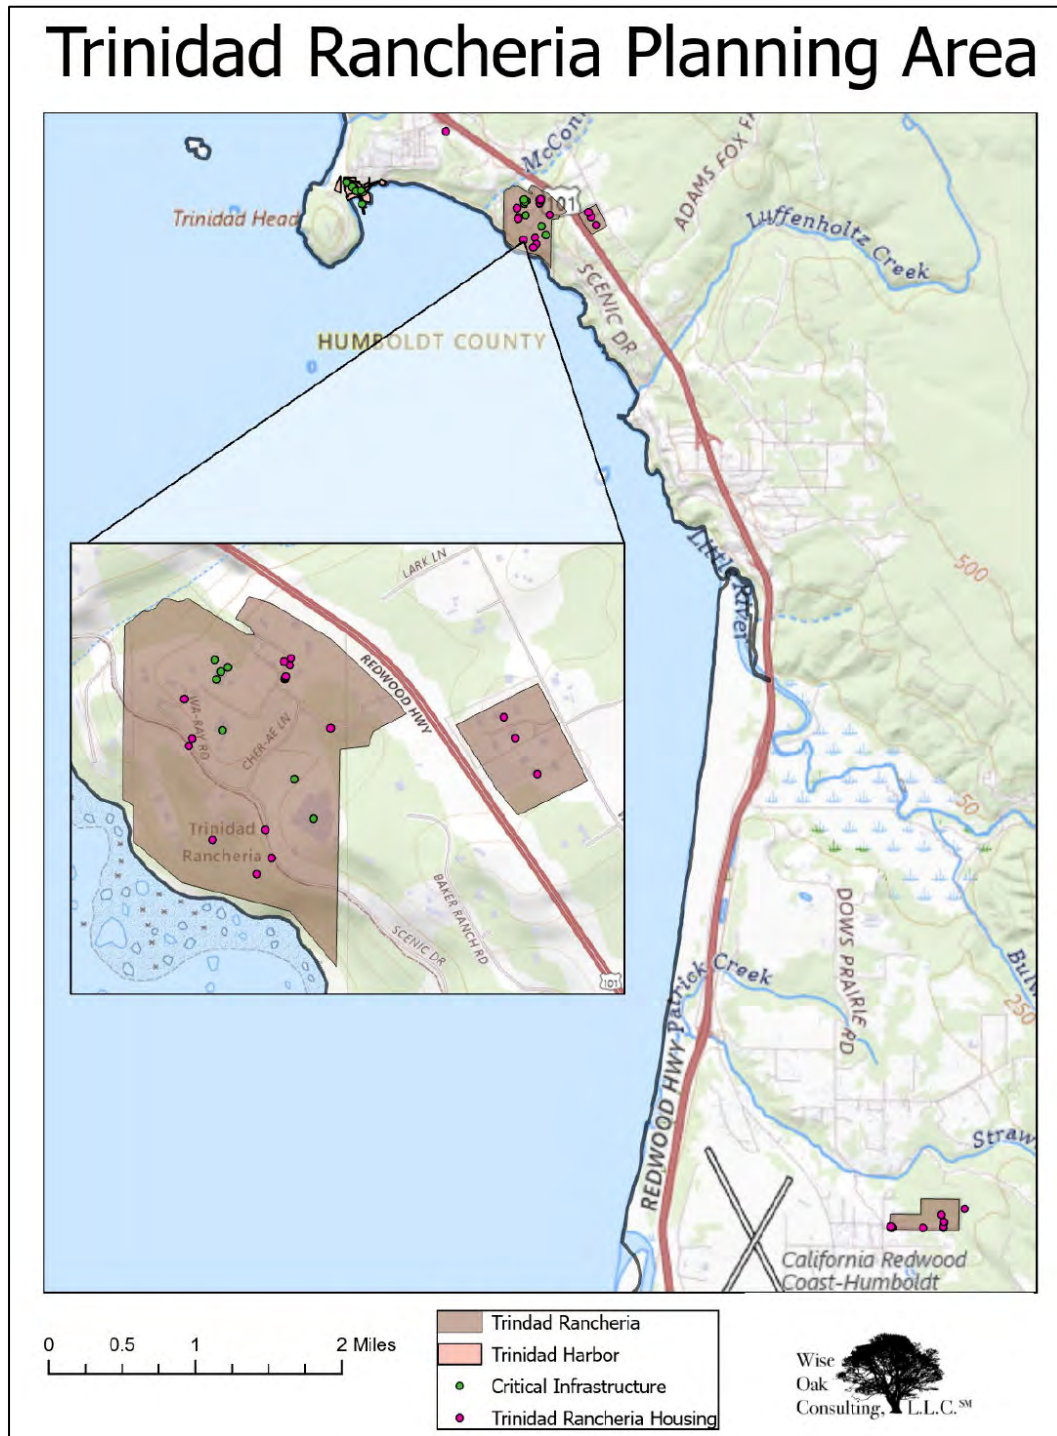 Trinidad Rancheria Planning Area
McConn
ADAMS FOX FA
101
Trinidad Head
Luffenholtz Creek
SCENIC DR
HUMBOLDT COUNTY
Little River
500
LARK LN
REDWOOD HWY
WA-RAY RD
CHER-AE LN
Trinidad
Rancheria
BAKER RANCH RD
SCENIC DR
101
50
DOWS PRAIRIE RD
Bulw
250
Patrick Creek
REDWOOD HWY
Straw
California Redwood
Coast-Humboldt
0 0.5 1 2 Miles
Trindad Rancheria
Trinidad Harbor
Critical Infrastructure
Trinidad Rancheria Housing
Wise
Oak
Consulting, L.L.C.℠